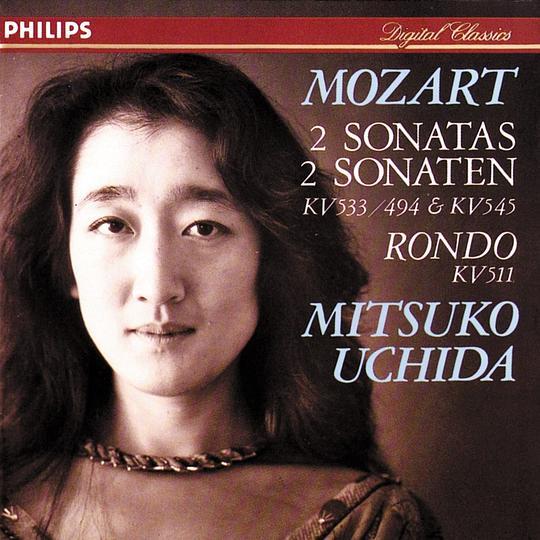 PHILIPS
Digital Classics
MOZART
2 SONATAS
2 SONATEN
KV533/494 & KV545
RONDO
KV511
MITSUKO
UCHIDA